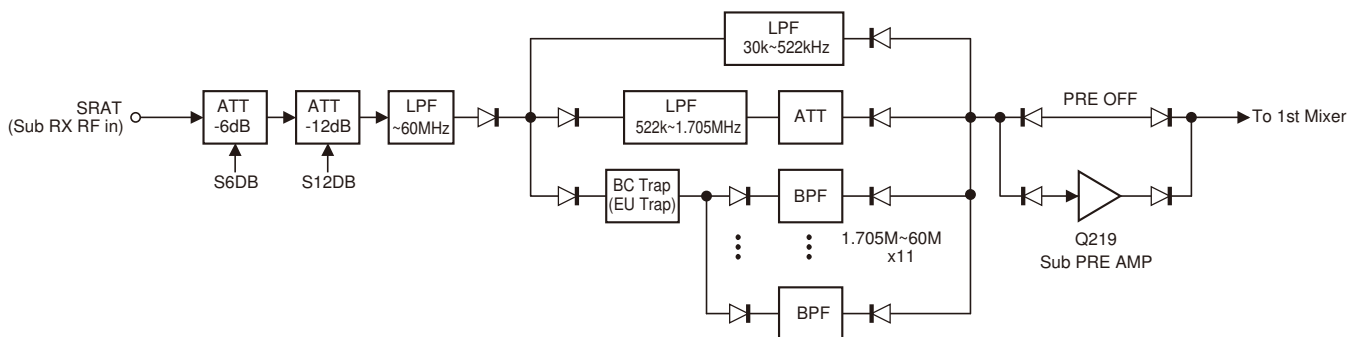 SRAT
(Sub RX RF in)
ATT
-6dB
S6DB
ATT
-12dB
S12DB
LPF
~60MHz
LPF
30k~522kHz
LPF
522k~1.705MHz
ATT
BC Trap
(EU Trap)
BPF
1.705M~60M
x11
BPF
PRE OFF
Q219
Sub PRE AMP
To 1st Mixer